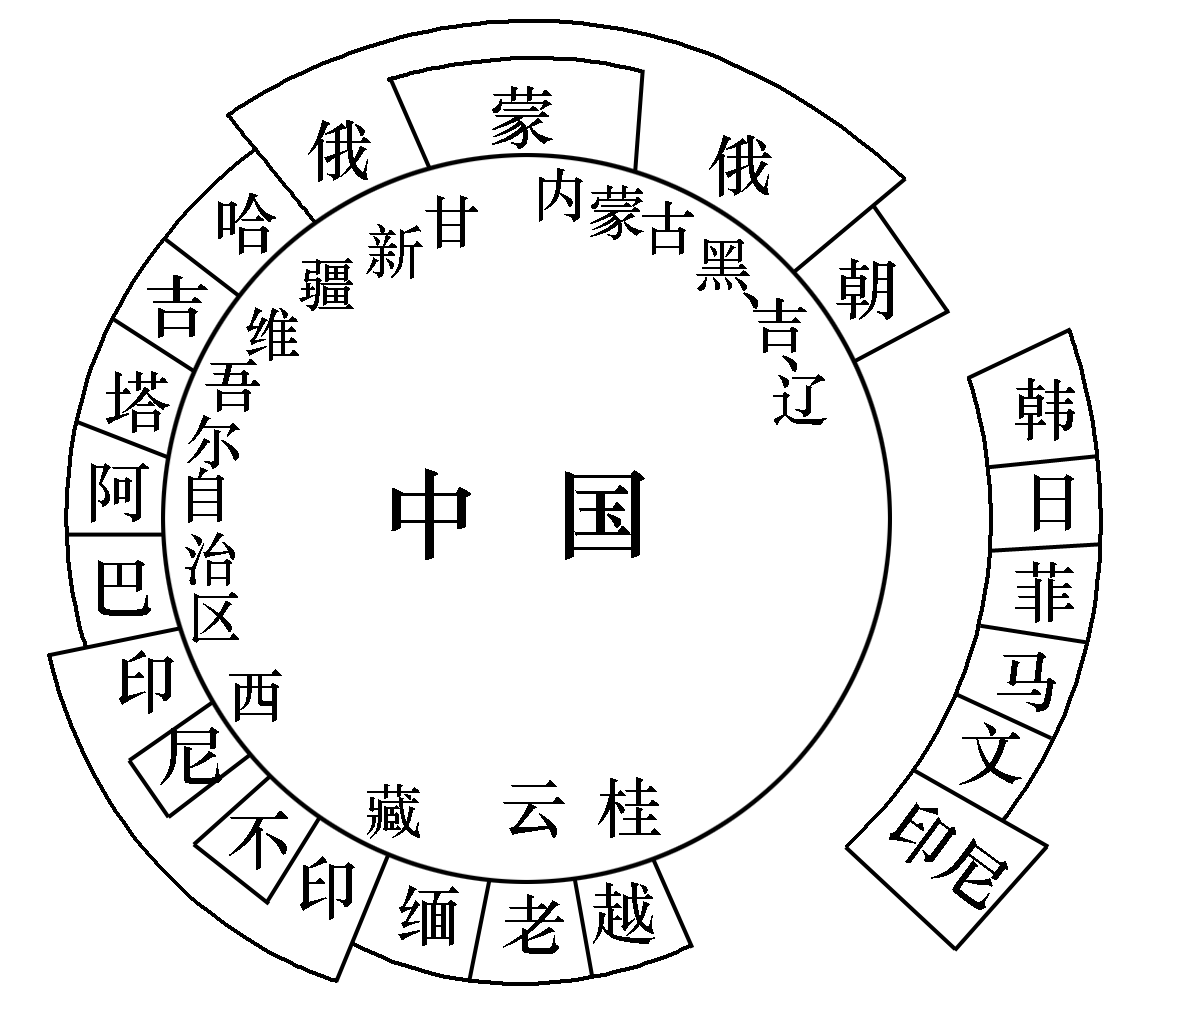 蒙
俄
俄
哈
吉
塔
阿
巴
印
尼
不
印
缅
老
越
朝
韩
日
菲
马
文
印尼
甘
新疆维吾尔自治区
西藏
云
桂
内蒙古
黑、吉、辽
中国